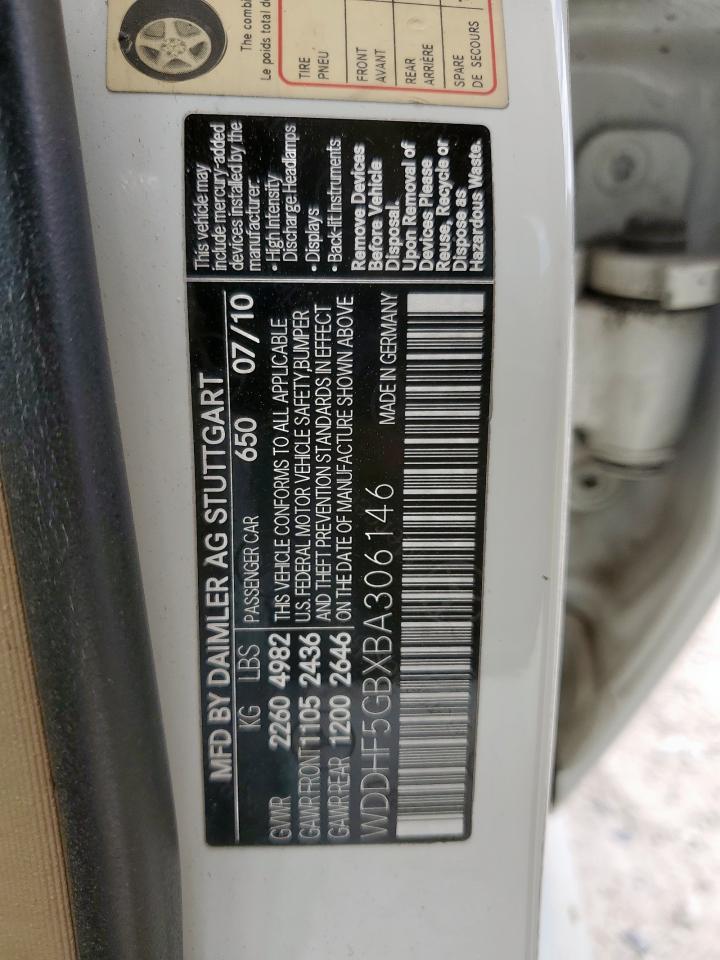 The combi
Le poids total de
TIRE
PNEU
FRONT
AVANT
REAR
ARRIÈRE
SPARE
DE SECOURS
MFD BY DAIMLER AG STUTTGART
KG LBS PASSENGER CAR 650 07/10
GVWR 2260 4982 THIS VEHICLE CONFORMS TO ALL APPLICABLE
GAWR FRONT 1105 2436 U.S. FEDERAL MOTOR VEHICLE SAFETY,BUMPER
GAWR REAR 1200 2646 AND THEFT PREVENTION STANDARDS IN EFFECT
ON THE DATE OF MANUFACTURE SHOWN ABOVE
WDDHF5GBXBA306146 MADE IN GERMANY
This vehicle may
include mercury-added
devices installed by the
manufacturer:
• High Intensity
Discharge Headlamps
• Displays
• Back-lit Instruments
Remove Devices
Before Vehicle
Disposal.
Upon Removal of
Devices Please
Reuse, Recycle or
Dispose as
Hazardous Waste.